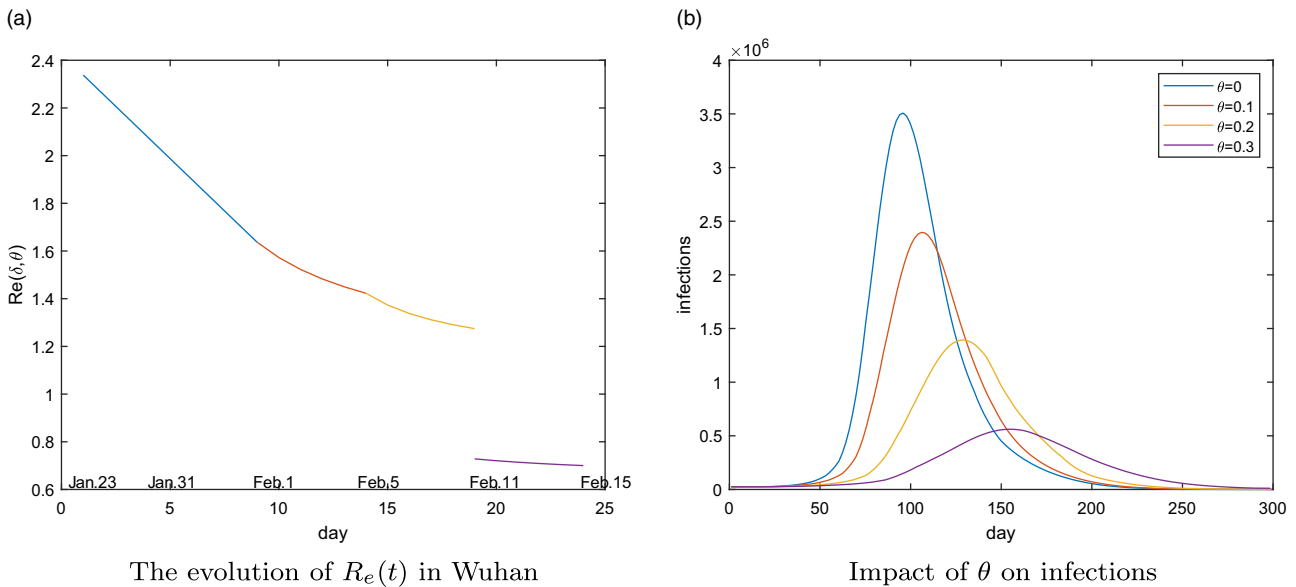 (a)
2.4
2.2
2
1.8
1.6
1.4
1.2
1
0.8
0.6
Re(δ,θ)
Jan.23 Jan.31 Feb.1 Feb.5 Feb.11 Feb.15
0 5 10 15 20 25
day
The evolution of Rₑ(t) in Wuhan
(b)
×10⁶
4
3.5
3
2.5
2
1.5
1
0.5
0
infections
θ=0
θ=0.1
θ=0.2
θ=0.3
0 50 100 150 200 250 300
day
Impact of θ on infections